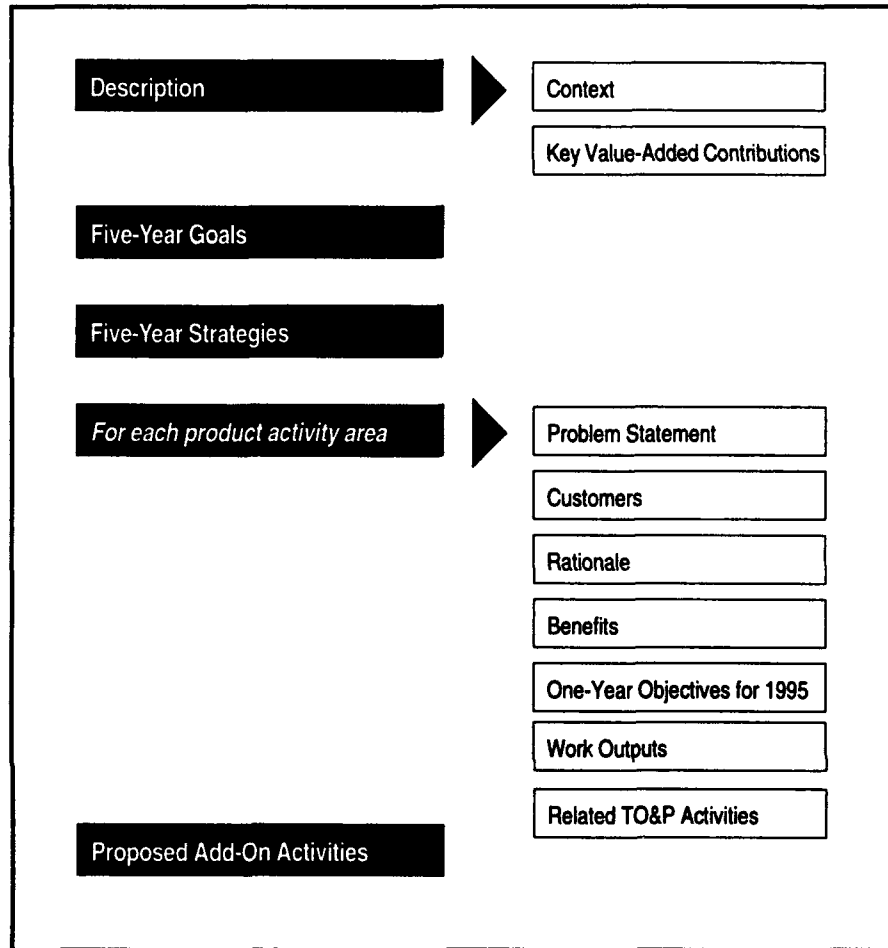 Description
Context
Key Value-Added Contributions
Five-Year Goals
Five-Year Strategies
For each product activity area
Problem Statement
Customers
Rationale
Benefits
One-Year Objectives for 1995
Work Outputs
Related TO&P Activities
Proposed Add-On Activities